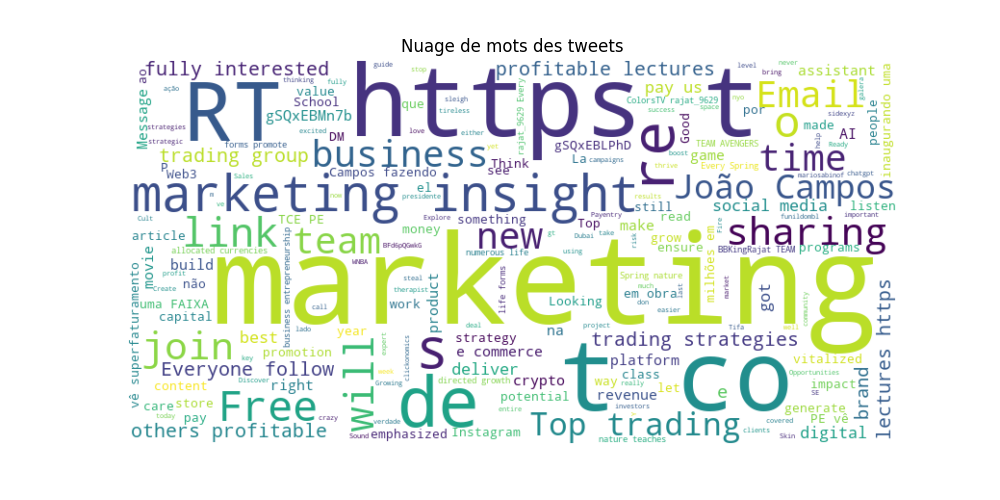 Nuage de mots des tweets
Message ao
fully interested
thinking
guide
stop
profitable lectures
level
never
bring
assistant
ação
RT
https t
School
value
gSQxEBMn7b
que
rajat_9629 Every
pay us
ColorsTV rajat_9629
success
space
Email
o
galera
sidexyz
people
inaugurando uma
strategies
strategic
excited
tireless
sleigh
love
either
DM
gSQxEBLPhD
re
Good
por
made
AI
TEAM AVENGERS
help
Ready
P
forms promote
trading group
business
yet
La
campaigns
boost
game
time
Web3
Campos fazendo
Think
see
thrive
Every Spring
mariosabinof
chatgpt
Sales
n
ve
now
el
presidente
marketing insight
results
still
João Campos
social media
Cult
Explore
TCE PE
something
Top
Payentry
read
make
funildombl
important
article
link
team
money
new
numerous life
gt
Dubai
take
grow
ensure
milhões em
Fire
sharing
BBKingRajat TEAM
programs
listen
movie
allocated currencies
BFd6pQGwkG
WNBA
life forms
using
risk
build
profit
Create
não
business entrepreneurship
marketing
steal
therapist
Looking
Spring nature
much
don
last
easier
market
got
community
vê superfaturamento
uma FAIXA
capital
call
work
product
em obra
deal
project
na
Tifa
well
lectures https
join
lado
best
year
expert
clickonomics
will
s
strategy
e commerce
trading strategies
promotion
Everyone follow
key
deliver
platform
vitalized
content
Discover
right
week
Growing
fully
directed growth
potential
crypto
t co
class
revenue
way
really
let
investors
e
Opportunities
SE
impact
brand
care
store
pay
today
Free
crazy
verdade
de
entire
generate
PE vê
covered
clients
Skin
others profitable
Sound
emphasized
Instagram
Top trading
nature teaches
digital